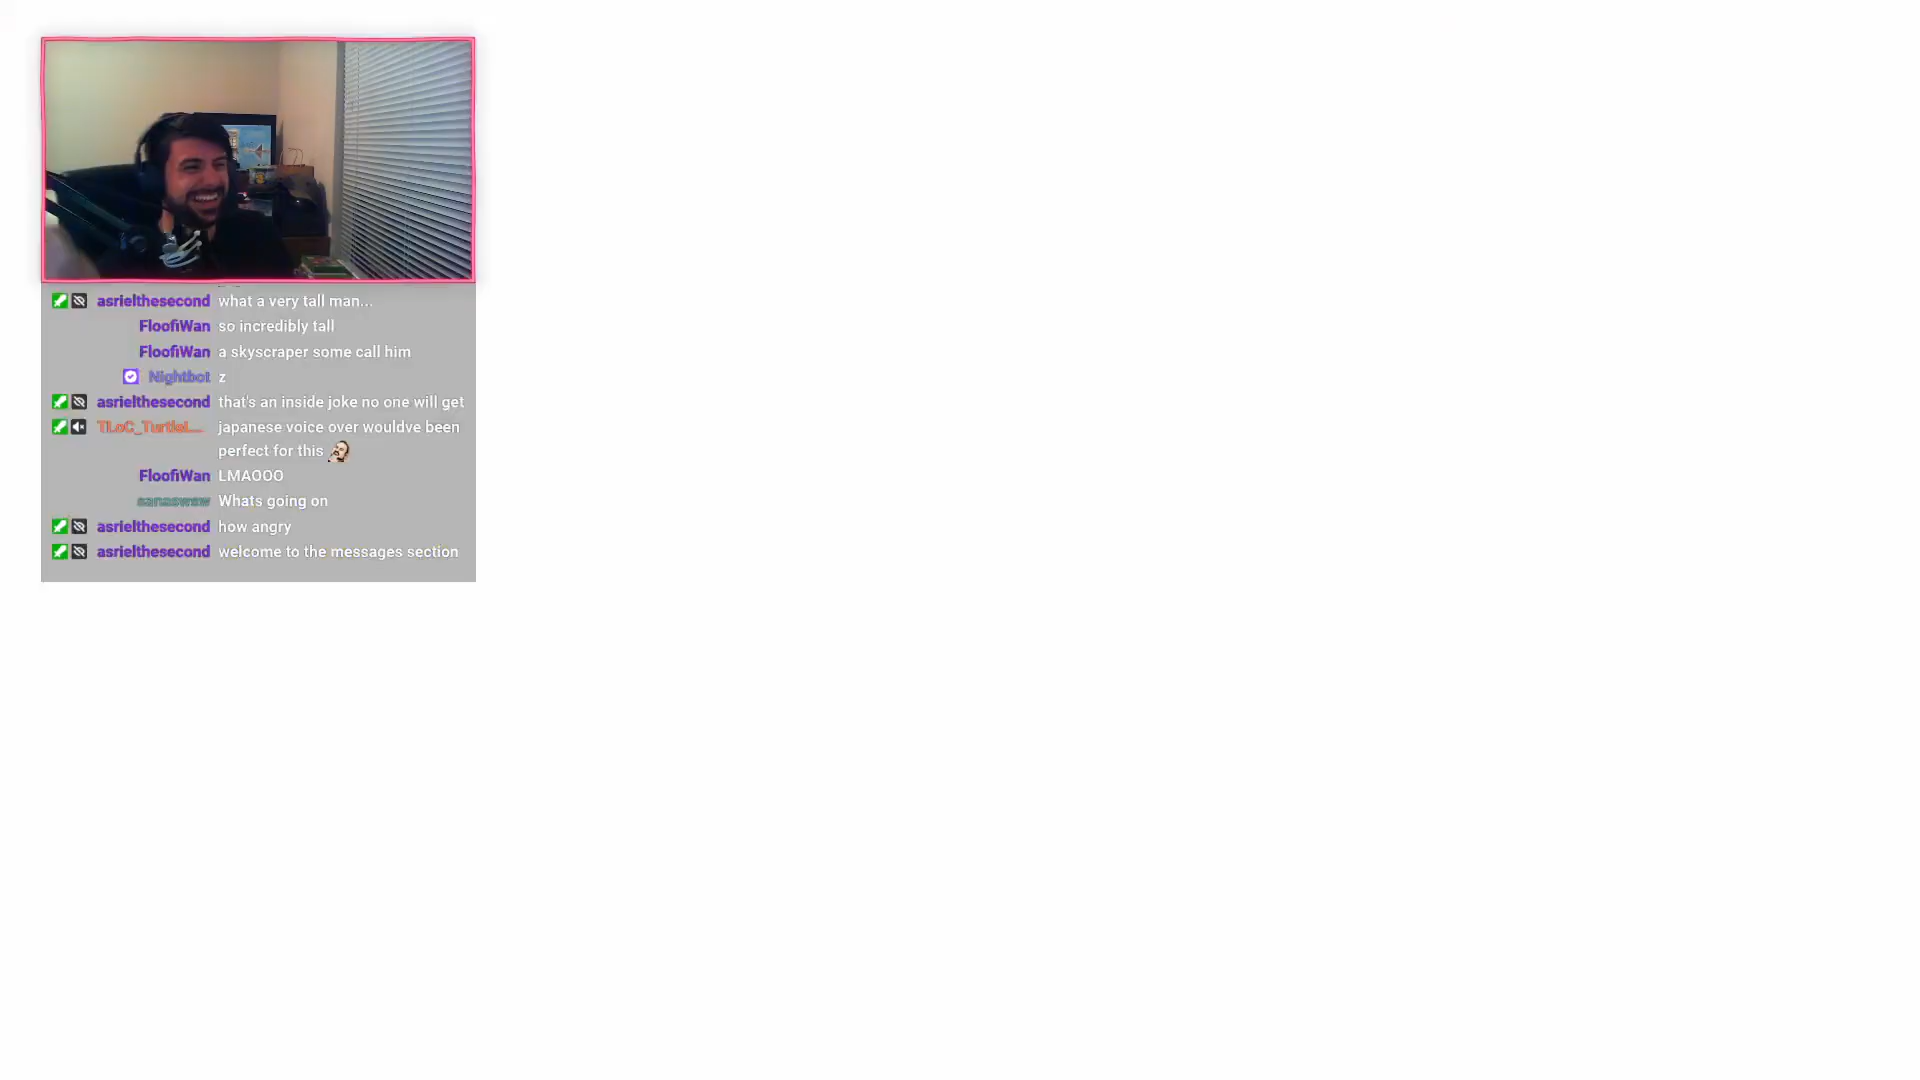 asrielthesecond what a very tall man...
FloofiWan so incredibly tall
FloofiWan a skyscraper some call him
Nightbot z
asrielthesecond that's an inside joke no one will get
TLoC_Turtlel... japanese voice over wouldve been
perfect for this
FloofiWan LMAOOO
Whats going on
asrielthesecond how angry
asrielthesecond welcome to the messages section